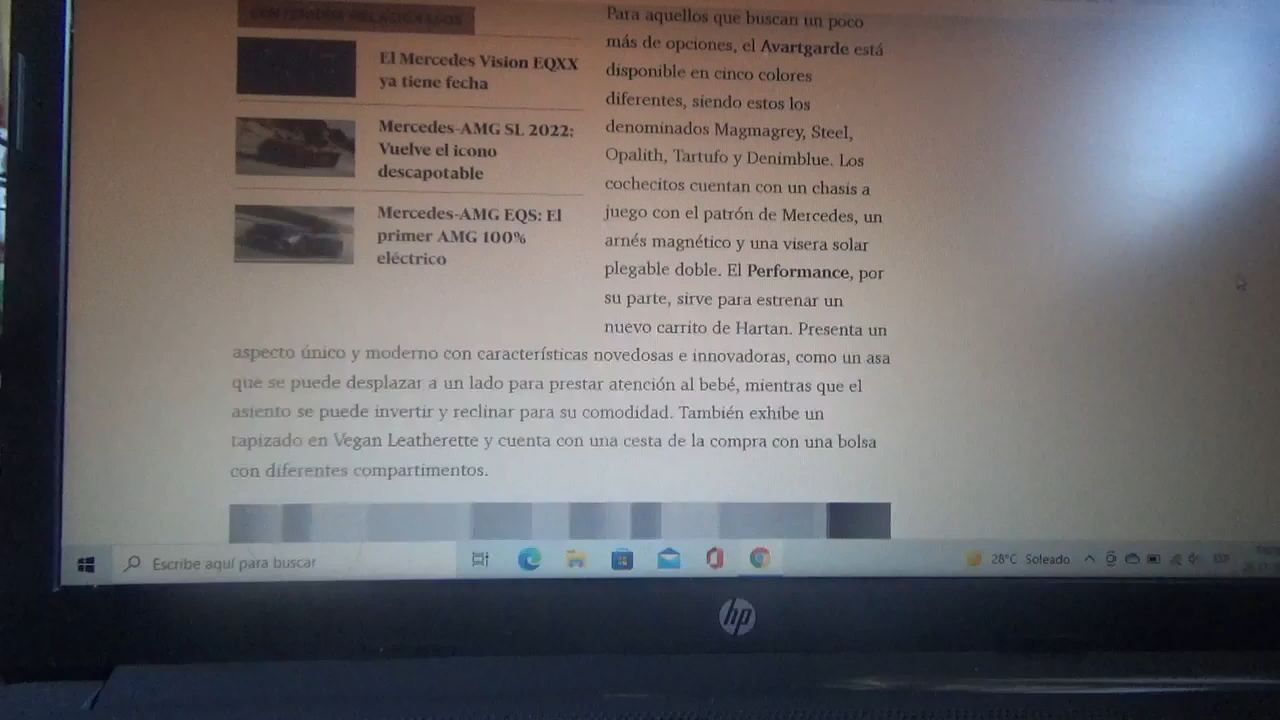 CONTENIDOS RELACIONADOS
El Mercedes Vision EQXX
ya tiene fecha
Mercedes-AMG SL 2022:
Vuelve el icono
descapotable
Mercedes-AMG EQS: El
primer AMG 100%
eléctrico
Para aquellos que buscan un poco
más de opciones, el Avartgarde está
disponible en cinco colores
diferentes, siendo estos los
denominados Magmagrey, Steel,
Opalith, Tartufo y Denimblue. Los
cochecitos cuentan con un chasis a
juego con el patrón de Mercedes, un
arnés magnético y una visera solar
plegable doble. El Performance, por
su parte, sirve para estrenar un
nuevo carrito de Hartan. Presenta un
aspecto único y moderno con características novedosas e innovadoras, como un asa
que se puede desplazar a un lado para prestar atención al bebé, mientras que el
asiento se puede invertir y reclinar para su comodidad. También exhibe un
tapizado en Vegan Leatherette y cuenta con una cesta de la compra con una bolsa
con diferentes compartimentos.
Escribe aquí para buscar
28°C Soleado
ESP
hp